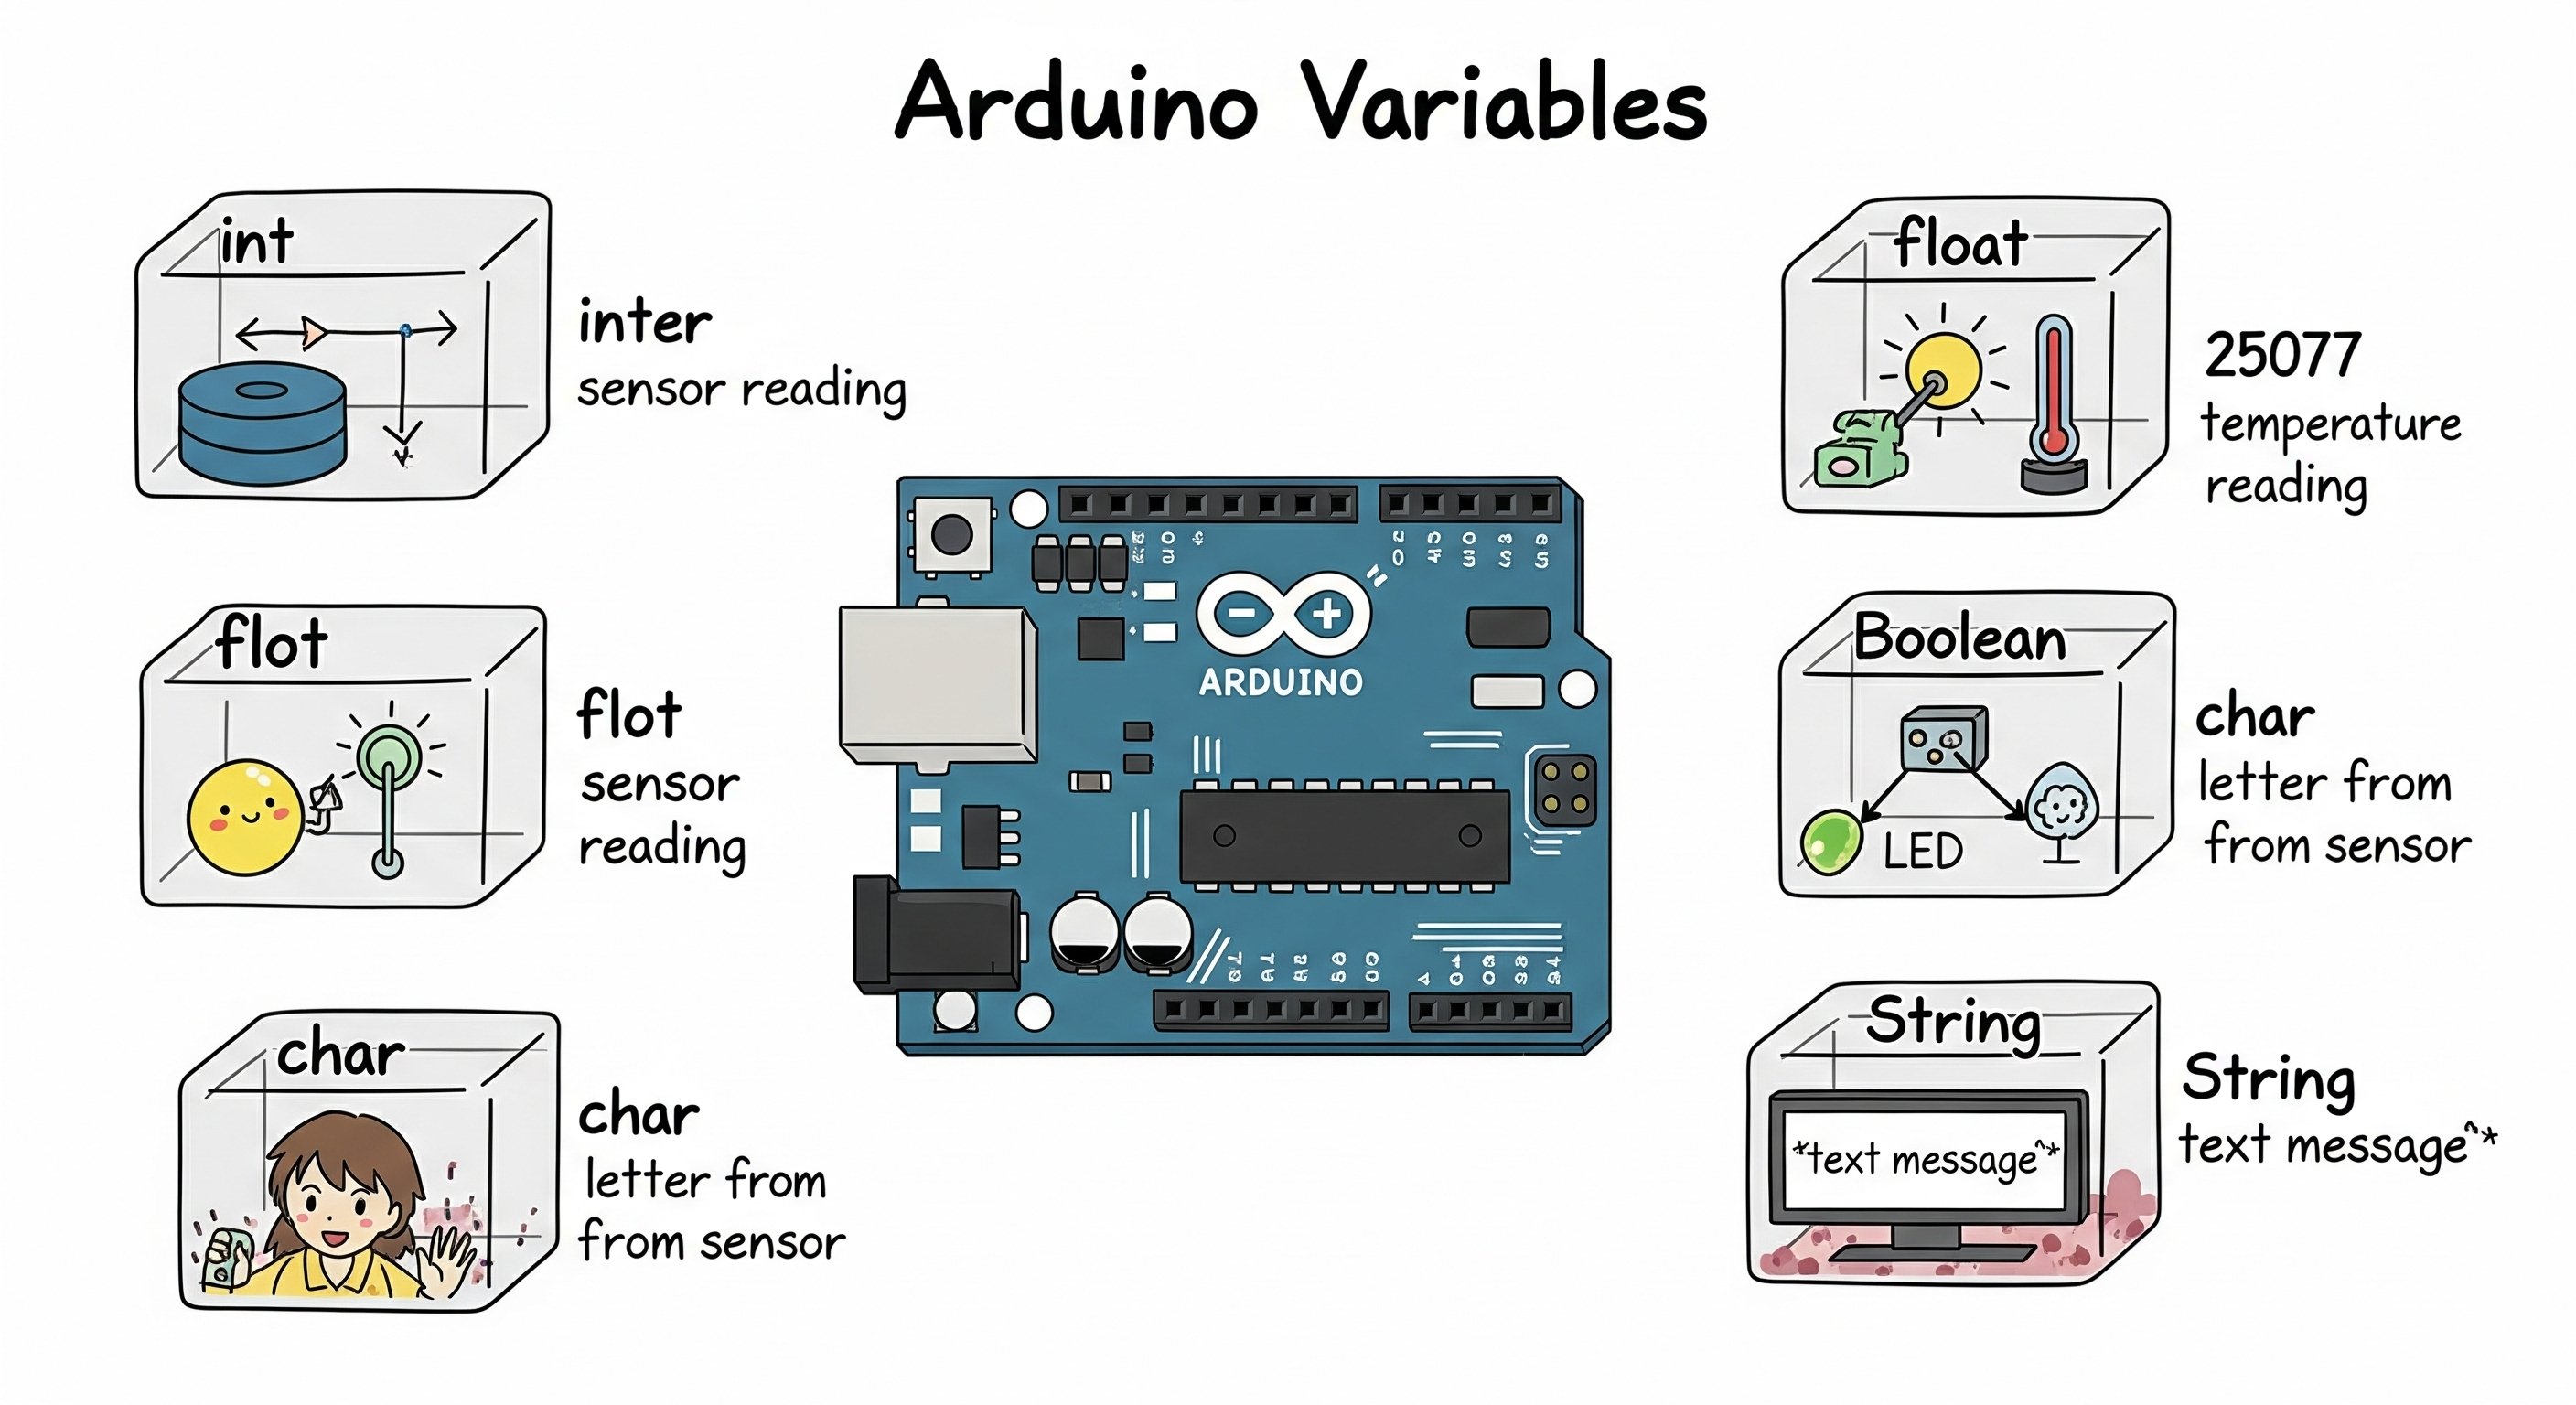 Arduino Variables
int
inter
sensor reading
flot
flot
sensor
reading
char
char
letter from
from sensor
ARDUINO
float
25077
temperature
reading
Boolean
LED
char
letter from
from sensor
String
*text message^*
String
text message^*